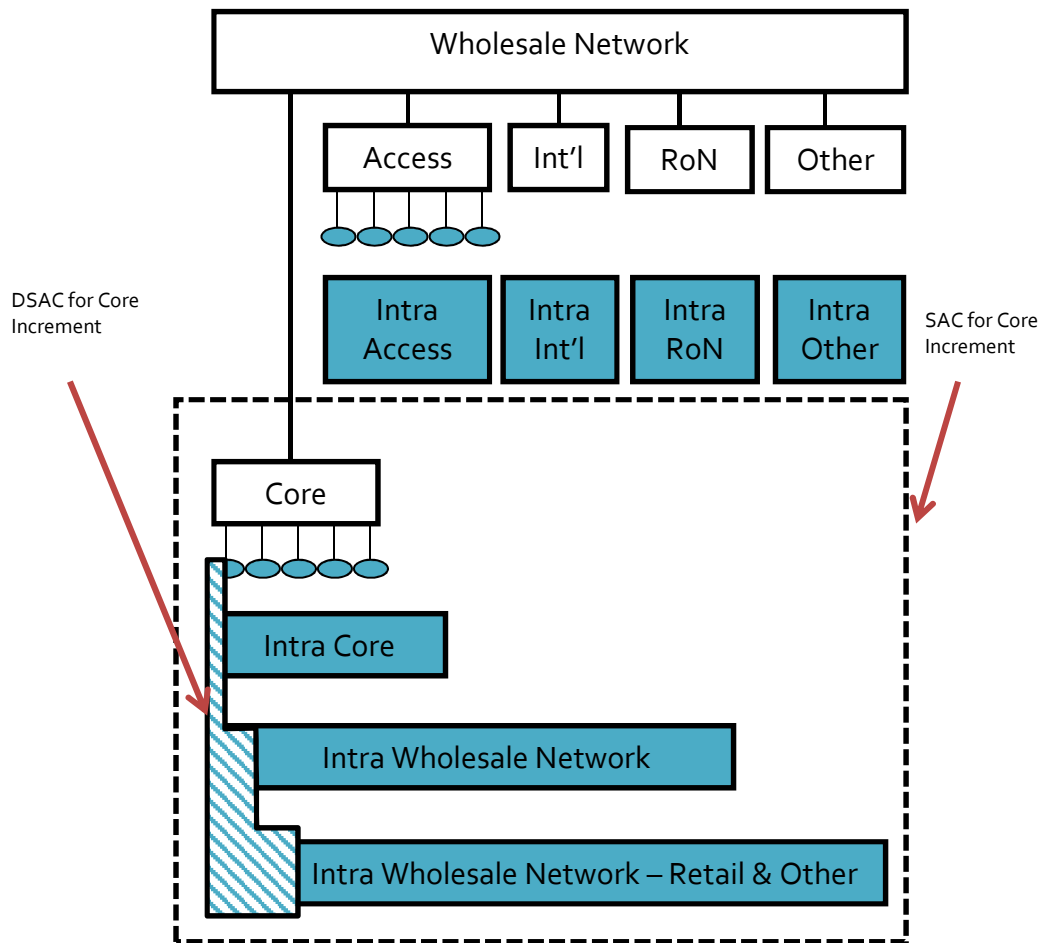 Wholesale Network
Access
Int'l
RoN
Other
DSAC for Core
Increment
Intra
Access
Intra
Int'l
Intra
RoN
Intra
Other
SAC for Core
Increment
Core
Intra Core
Intra Wholesale Network
Intra Wholesale Network – Retail & Other